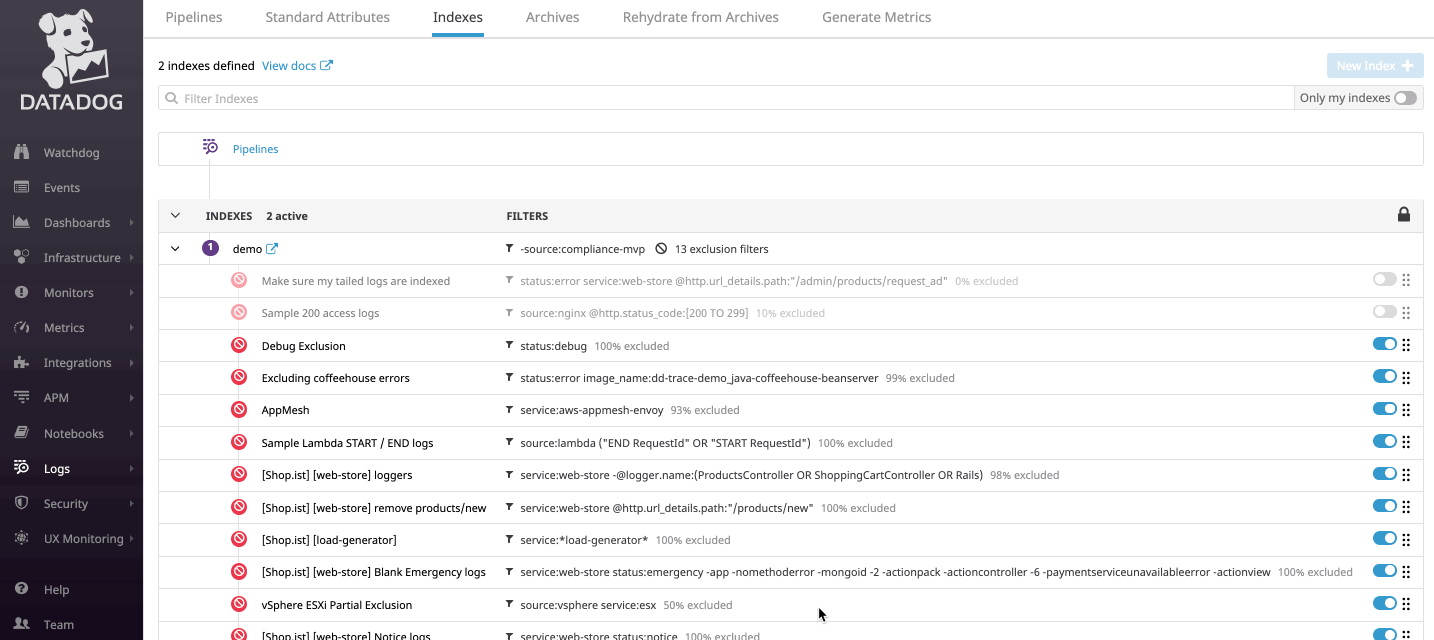 Pipelines Standard Attributes Indexes Archives Rehydrate from Archives Generate Metrics
DATADOG
2 indexes defined View docs New Index +
Filter Indexes Only my indexes
Pipelines
INDEXES 2 active FILTERS
1 demo -source:compliance-mvp 13 exclusion filters
Make sure my tailed logs are indexed status:error service:web-store @http.url_details.path:"/admin/products/request_ad" 0% excluded
Sample 200 access logs source:nginx @http.status_code:[200 TO 299] 10% excluded
Debug Exclusion status:debug 100% excluded
Excluding coffeehouse errors status:error image_name:dd-trace-demo_java-coffeehouse-beanserver 99% excluded
AppMesh service:aws-appmesh-envoy 93% excluded
Sample Lambda START / END logs source:lambda ("END RequestId" OR "START RequestId") 100% excluded
[Shop.ist] [web-store] loggers service:web-store -@logger.name:(ProductsController OR ShoppingCartController OR Rails) 98% excluded
[Shop.ist] [web-store] remove products/new service:web-store @http.url_details.path:"/products/new" 100% excluded
[Shop.ist] [load-generator] service:*load-generator* 100% excluded
[Shop.ist] [web-store] Blank Emergency logs service:web-store status:emergency -app -nomethoderror -mongoid -2 -actionpack -actioncontroller -6 -paymentserviceunavailableerror -actionview 100% excluded
vSphere ESXi Partial Exclusion source:vsphere service:esx 50% excluded
[Shop.ist] [web-store] Notice logs service:web-store status:notice 100% excluded
Watchdog
Events
Dashboards
Infrastructure
Monitors
Metrics
Integrations
APM
Notebooks
Logs
Security
UX Monitoring
Help
Team